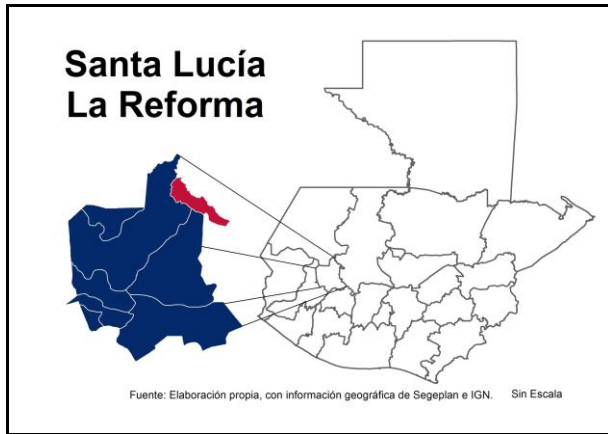 Santa Lucía
La Reforma
Fuente: Elaboración propia, con información geográfica de Segeplan e IGN. Sin Escala